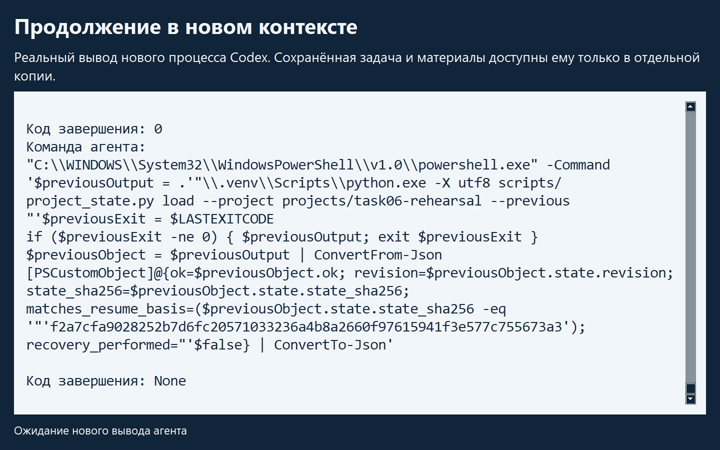 Продолжение в новом контексте
Реальный вывод нового процесса Codex. Сохранённая задача и материалы доступны ему только в отдельной
копии.
Код завершения: 0
Команда агента:
"C:\\WINDOWS\\System32\\WindowsPowerShell\\v1.0\\powershell.exe" -Command
'$previousOutput = .'"\\.venv\\Scripts\\python.exe -X utf8 scripts/
project_state.py load --project projects/task06-rehearsal --previous
"'$previousExit = $LASTEXITCODE
if ($previousExit -ne 0) { $previousOutput; exit $previousExit }
$previousObject = $previousOutput | ConvertFrom-Json
[PSCustomObject]@{ok=$previousObject.ok; revision=$previousObject.state.revision;
state_sha256=$previousObject.state.state_sha256;
matches_resume_basis=($previousObject.state.state_sha256 -eq
'"'f2a7cfa9028252b7d6fc20571033236a4b8a2660f97615941f3e577c755673a3');
recovery_performed="'$false} | ConvertTo-Json'
Код завершения: None
Ожидание нового вывода агента